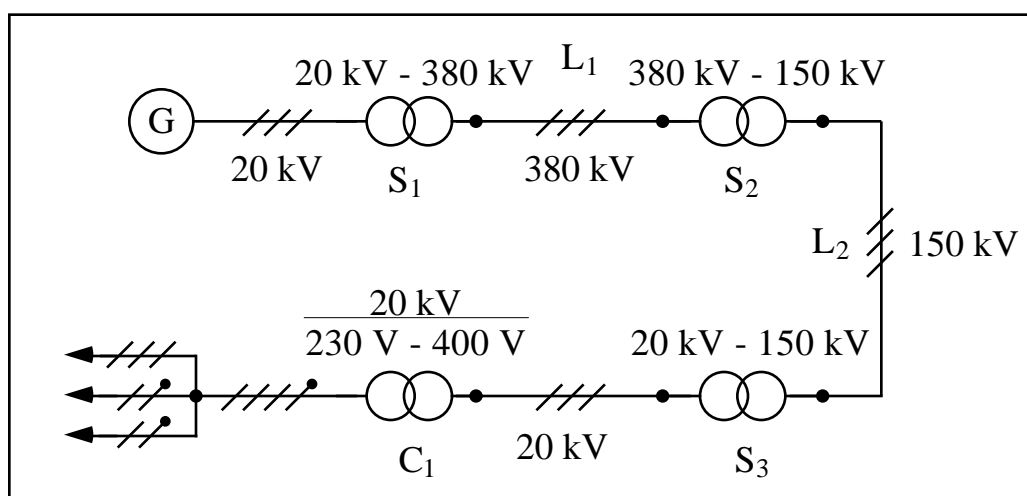 20 kV - 380 kV
L1
380 kV - 150 kV
G
20 kV
S1
380 kV
S2
L2
150 kV
20 kV
230 V - 400 V
20 kV - 150 kV
C1
20 kV
S3